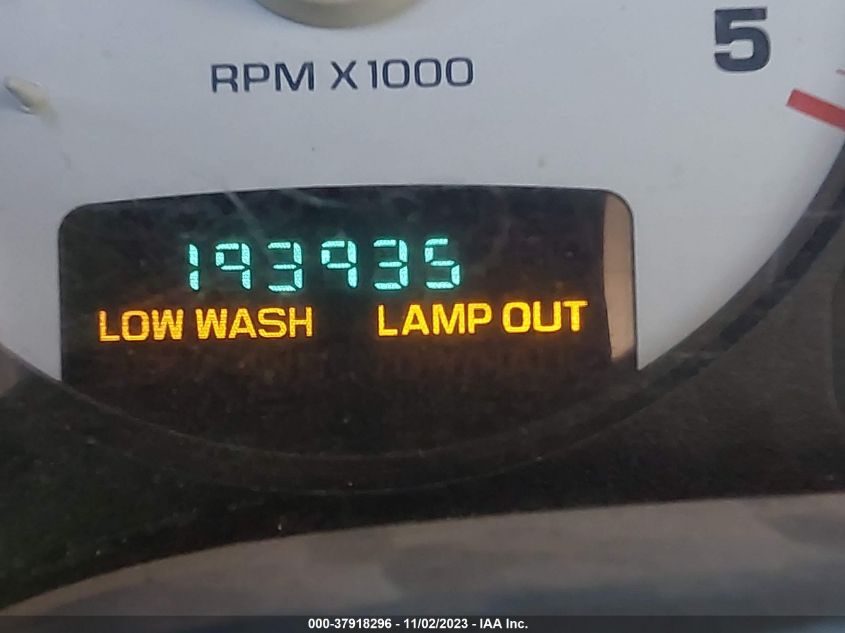 5
RPM X1000
193935
LOW WASH LAMP OUT
000-37918296 - 11/02/2023 - IAA Inc.